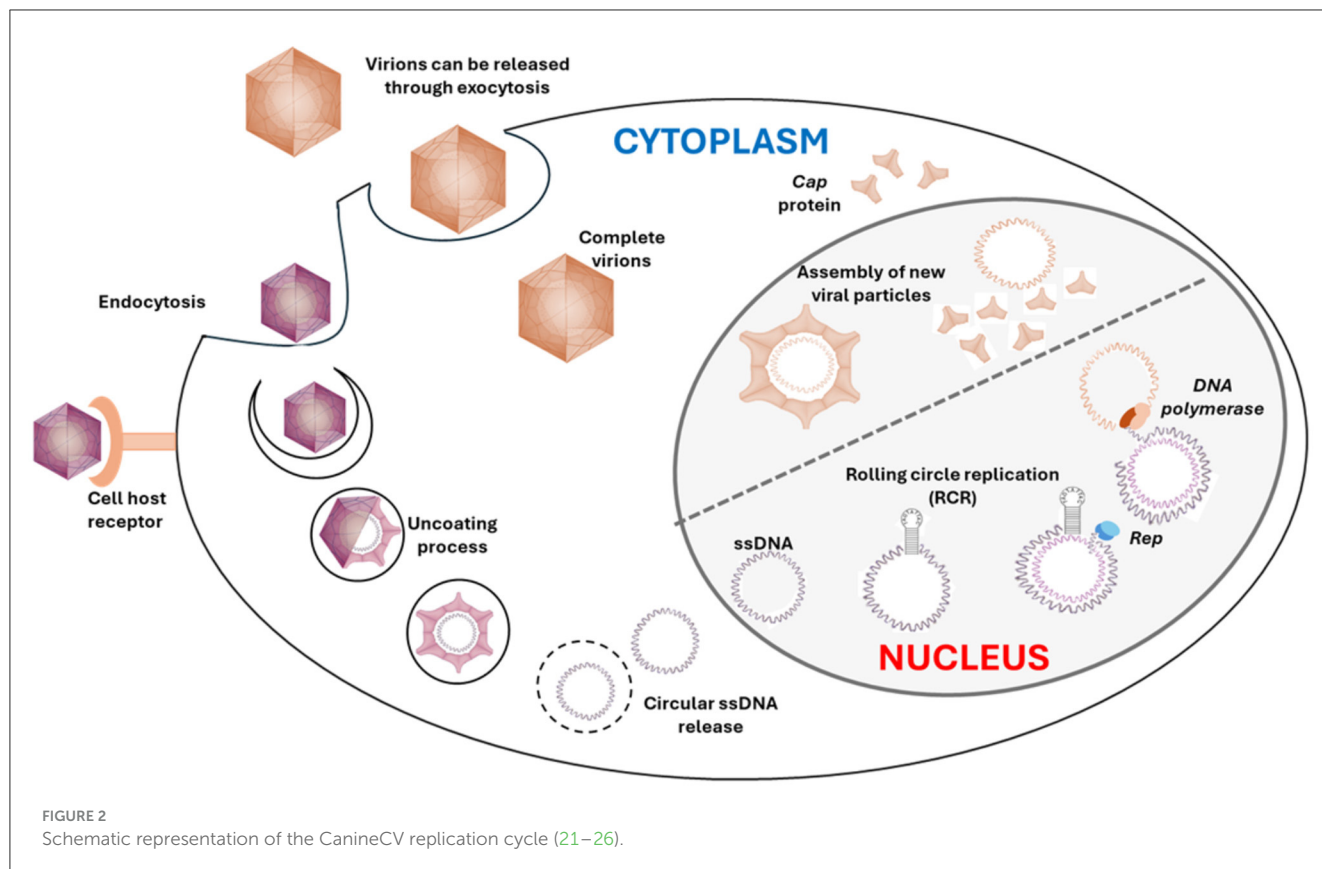 Virions can be released
through exocytosis
CYTOPLASM
Cap
protein
Complete
virions
Assembly of new
viral particles
Endocytosis
DNA
polymerase
Cell host
receptor
Rolling circle replication
(RCR)
Uncoating
process
ssDNA
Rep
NUCLEUS
Circular ssDNA
release
FIGURE 2
Schematic representation of the CanineCV replication cycle (21–26).